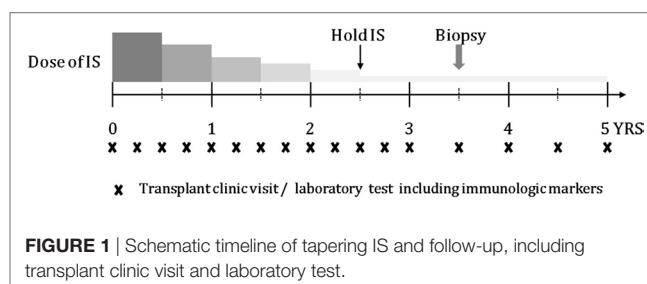 Hold IS Biopsy
Dose of IS
0 1 2 3 4 5 YRS
x x x x x x x x x x x x x x x x x
x Transplant clinic visit / laboratory test including immunologic markers
FIGURE 1 | Schematic timeline of tapering IS and follow-up, including
transplant clinic visit and laboratory test.